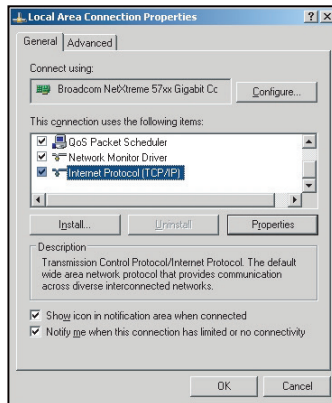 Local Area Connection Properties
General Advanced
Connect using:
Broadcom NetXtreme 57xx Gigabit Cc
Configure...
This connection uses the following items:
QoS Packet Scheduler
Network Monitor Driver
Internet Protocol (TCP/IP)
Install... Uninstall Properties
Description
Transmission Control Protocol/Internet Protocol. The default
wide area network protocol that provides communication
across diverse interconnected networks.
Show icon in notification area when connected
Notify me when this connection has limited or no connectivity
OK Cancel